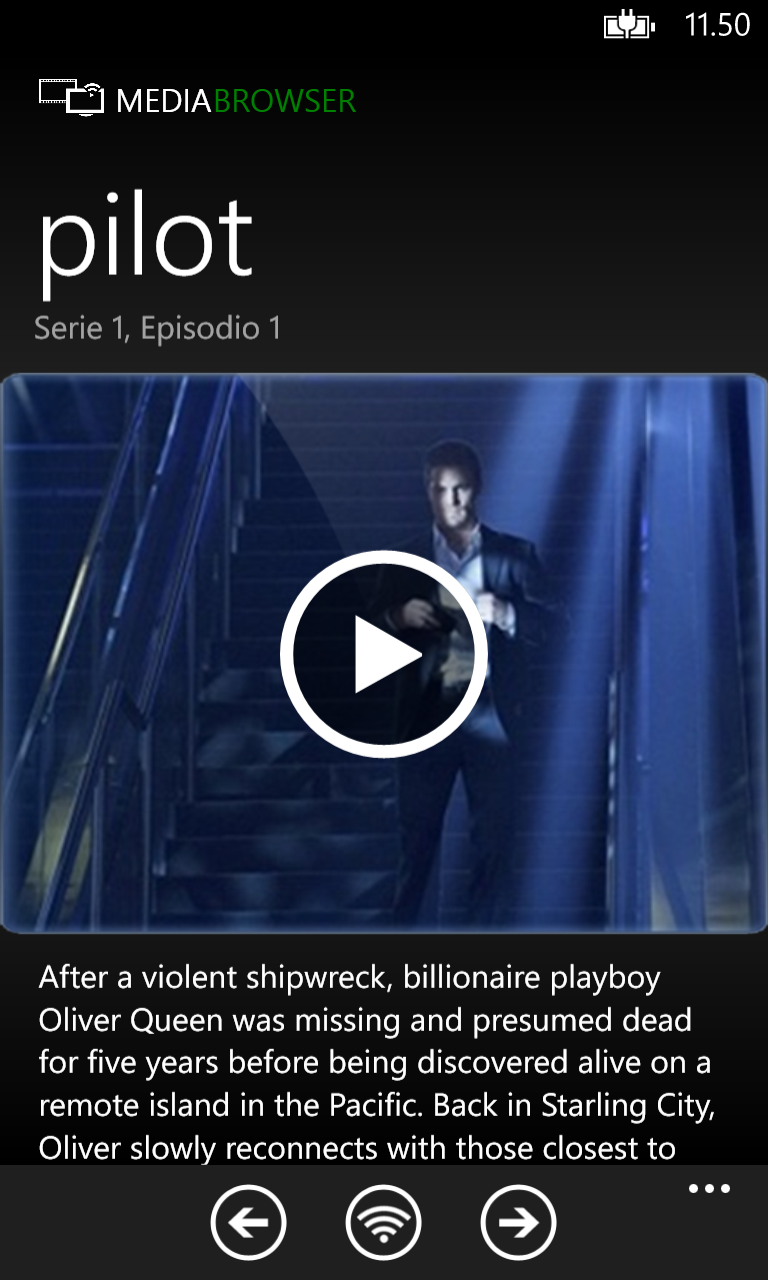 11.50
MEDIABROWSER
pilot
Serie 1, Episodio 1
After a violent shipwreck, billionaire playboy
Oliver Queen was missing and presumed dead
for five years before being discovered alive on a
remote island in the Pacific. Back in Starling City,
Oliver slowly reconnects with those closest to